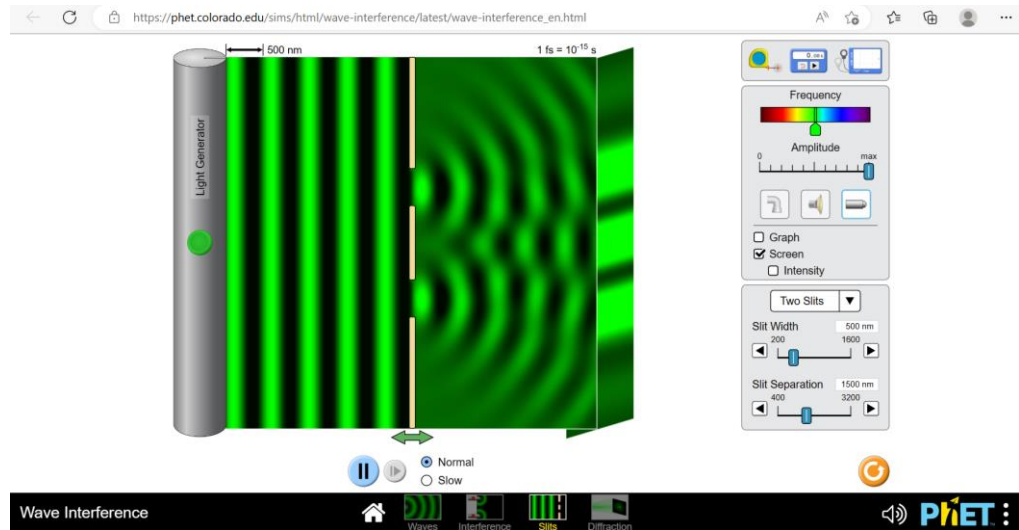 https://phet.colorado.edu/sims/html/wave-interference/latest/wave-interference_en.html
500 nm
1 fs = 10⁻¹⁵ s
Light Generator
Frequency
Amplitude
0 max
Graph
Screen
Intensity
Two Slits
Slit Width 500 nm
200 1600
Slit Separation 1500 nm
400 3200
Normal
Slow
Wave Interference
Waves Interference Slits Diffraction
PhET